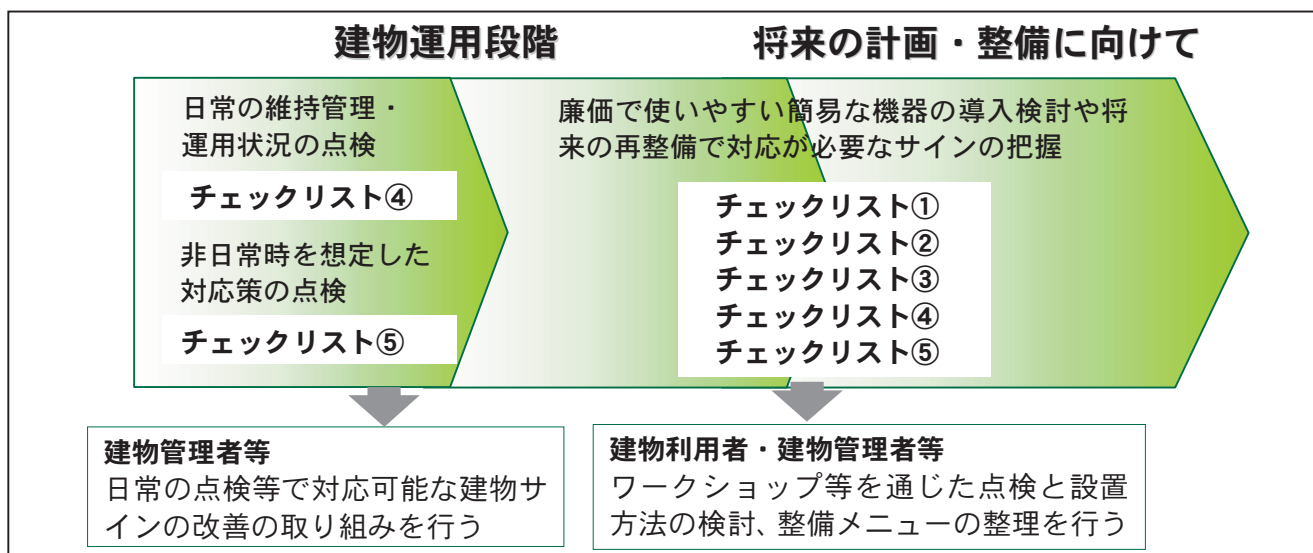 建物運用段階
将来の計画・整備に向けて
日常の維持管理・
運用状況の点検
チェックリスト④
非日常時を想定した
対応策の点検
チェックリスト⑤
廉価で使いやすい簡易な機器の導入検討や将
来の再整備で対応が必要なサインの把握
チェックリスト①
チェックリスト②
チェックリスト③
チェックリスト④
チェックリスト⑤
建物管理者等
日常の点検等で対応可能な建物サ
インの改善の取り組みを行う
建物利用者・建物管理者等
ワークショップ等を通じた点検と設置
方法の検討、整備メニューの整理を行う